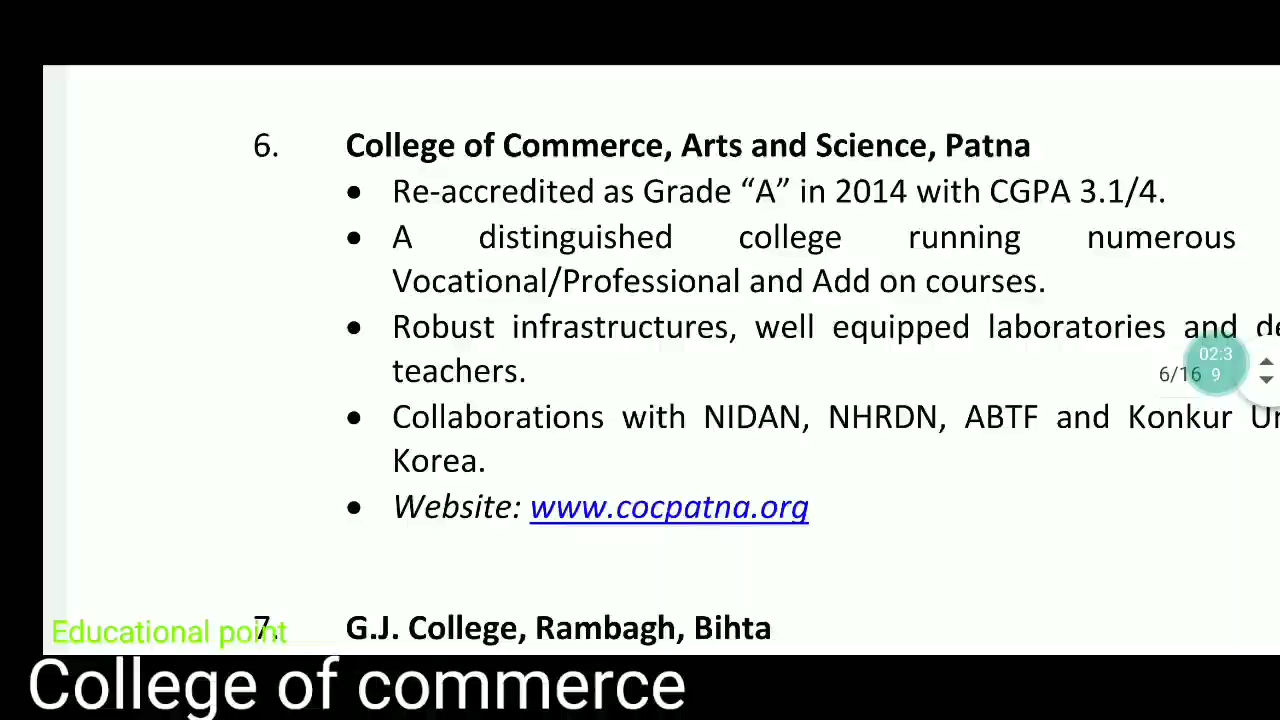 6. College of Commerce, Arts and Science, Patna
• Re-accredited as Grade “A” in 2014 with CGPA 3.1/4.
• A distinguished college running numerous
Vocational/Professional and Add on courses.
• Robust infrastructures, well equipped laboratories and
teachers.
02:3
9
6/16
• Collaborations with NIDAN, NHRDN, ABTF and Konkur
Korea.
• Website: www.cocpatna.org
7. G.J. College, Rambagh, Bihta
Educational point
College of commerce